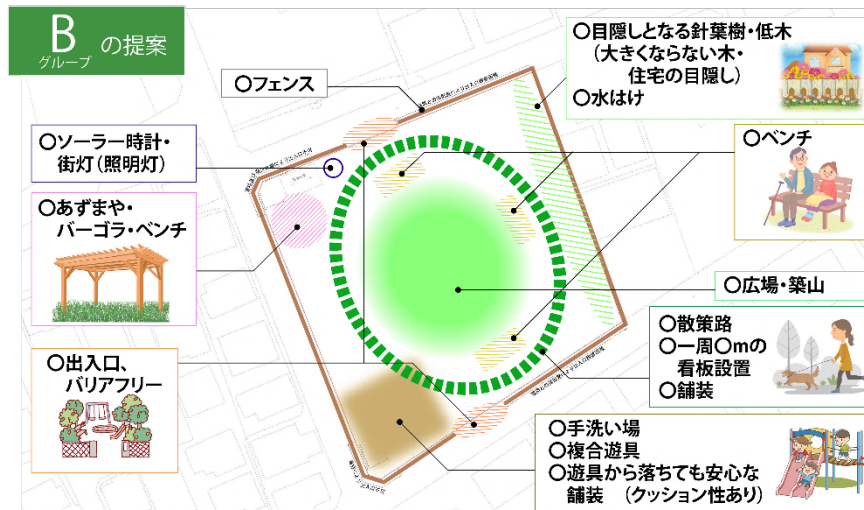 B
グループ
の提案
○フェンス
○目隠しとなる針葉樹・低木
(大きくならない木・
住宅の目隠し)
○水はけ
○ソーラー時計・
街灯(照明灯)
○ベンチ
○あずまや・
パーゴラ・ベンチ
○広場・築山
○散策路
○一周○mの
看板設置
○舗装
○出入口、
バリアフリー
○手洗い場
○複合遊具
○遊具から落ちても安心な
舗装 (クッション性あり)